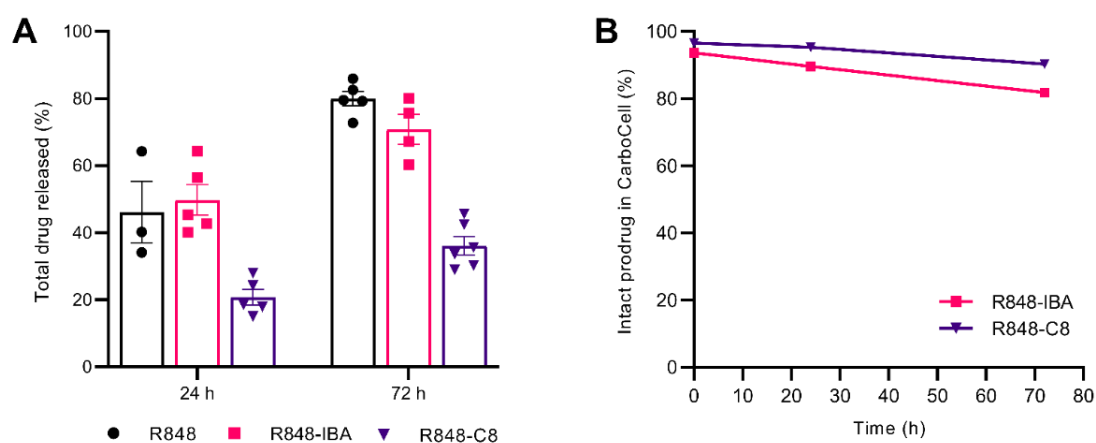 A
Total drug released (%)
100
80
60
40
20
0
24 h
72 h
R848
R848-IBA
R848-C8
B
Intact prodrug in CarboCell (%)
100
80
60
40
20
0
R848-IBA
R848-C8
0 10 20 30 40 50 60 70 80
Time (h)